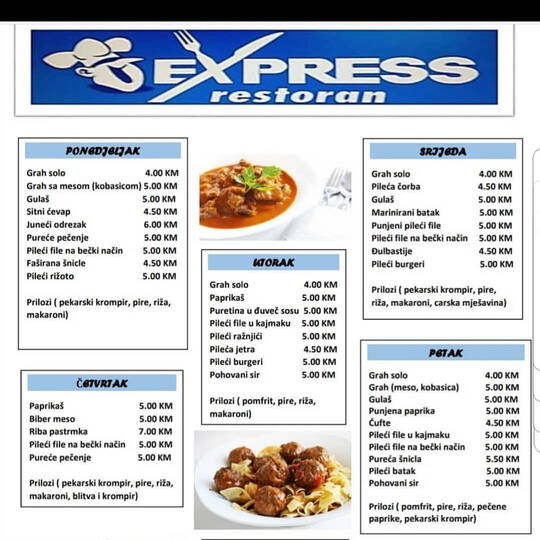 EXPRESS
restoran
PONEDJELJAK
Grah solo 4.00 KM
Grah sa mesom (kobasicom) 5.00 KM
Gulaš 5.00 KM
Sitni ćevap 4.50 KM
Juneći odrezak 6.00 KM
Pureće pečenje 5.00 KM
Pileći file na bečki način 5.00 KM
Faširana šnicle 4.50 KM
Pileći rižoto 5.00 KM
Prilozi ( pekarski krompir, pire, riža,
makaroni)
UTORAK
Grah solo 4.00 KM
Paprikaš 5.00 KM
Puretina u đuveč sosu 5.00 KM
Pileći file u kajmaku 5.00 KM
Pileći ražnjići 5.00 KM
Pileća jetra 4.50 KM
Pileći burgeri 5.00 KM
Pohovani sir 5.00 KM
Prilozi ( pomfrit, pire, riža,
makaroni)
SRIJEDA
Grah solo 4.00 KM
Pileća čorba 4.50 KM
Gulaš 5.00 KM
Marinirani batak 5.00 KM
Punjeni pileći file 5.00 KM
Pileći file na bečki način 5.00 KM
Đulbastije 4.50 KM
Pileći burgeri 5.00 KM
Prilozi ( pekarski krompir, pire,
riža, makaroni, carska mješavina)
ČETVRTAK
Paprikaš 5.00 KM
Biber meso 5.00 KM
Riba pastrmka 7.00 KM
Pileći file na bečki način 5.00 KM
Pureće pečenje 5.00 KM
Prilozi ( pekarski krompir, pire, riža,
makaroni, blitva i krompir)
PETAK
Grah solo 4.00 KM
Grah (meso, kobasica) 5.00 KM
Gulaš 5.00 KM
Punjena paprika 5.00 KM
Ćufte 4.50 KM
Pileći file u kajmaku 5.00 KM
Pileći file na bečki način 5.00 KM
Pureća šnicla 5.50 KM
Pileći batak 5.00 KM
Pohovani sir 5.00 KM
Prilozi ( pomfrit, pire, riža, pečene
paprike, pekarski krompir)